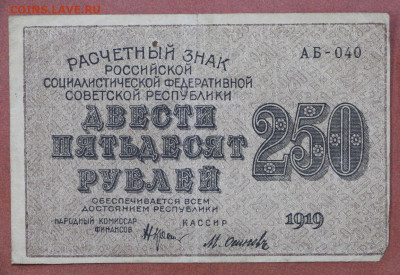 COINS.LAVE.RU
РАСЧЕТНЫЙ ЗНАК
РОССИЙСКОЙ
СОЦИАЛИСТИЧЕСКОЙ ФЕДЕРАТИВНОЙ
СОВЕТСКОЙ РЕСПУБЛИКИ
АБ-040
ДВЕСТИ
ПЯТЬДЕСЯТ
РУБЛЕЙ
250
ОБЕСПЕЧИВАЕТСЯ ВСЕМ
ДОСТОЯНИЕМ РЕСПУБЛИКИ
НАРОДНЫЙ КОМИССАР
ФИНАНСОВ
КАССИР
1919